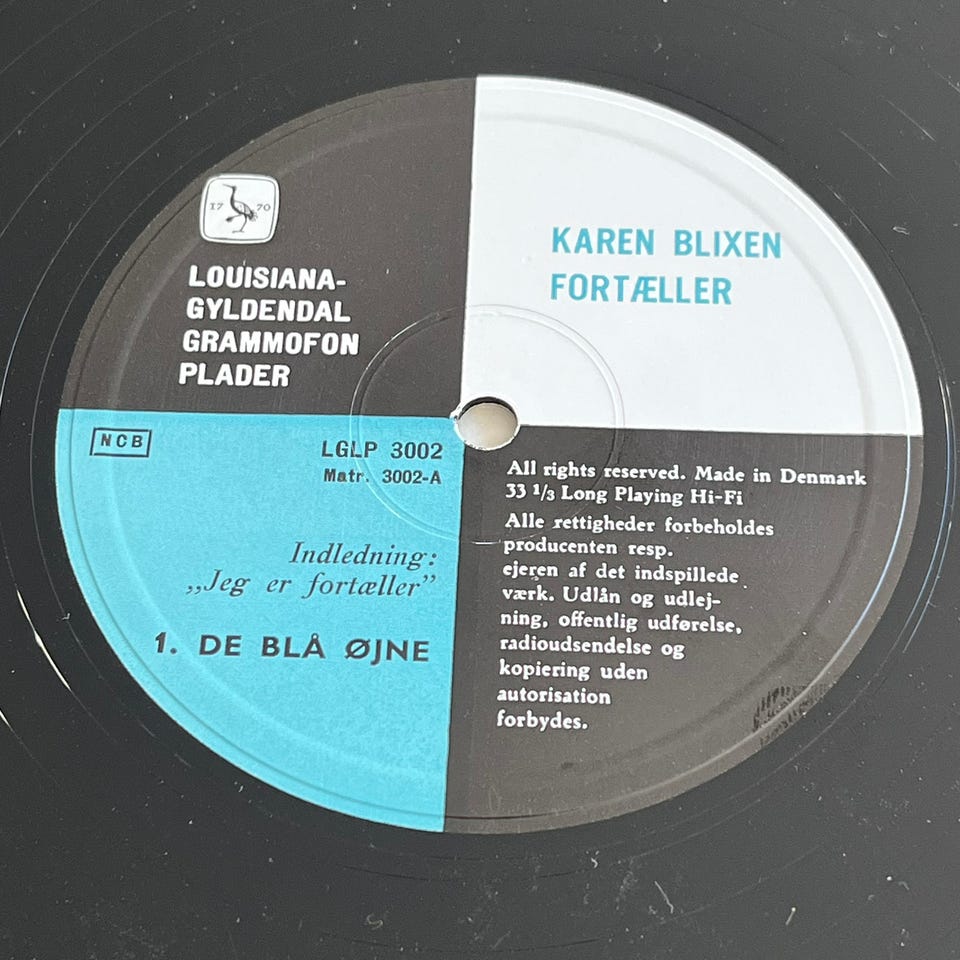 17 70
LOUISIANA-
GYLDENDAL
GRAMMOFON
PLADER
KAREN BLIXEN
FORTÆLLER
NCB
LGLP 3002
Matr. 3002-A
Indledning:
„Jeg er fortæller”
1. DE BLÅ ØJNE
All rights reserved. Made in Denmark
33 1/3 Long Playing Hi-Fi
Alle rettigheder forbeholdes
producenten resp.
ejeren af det indspillede
værk. Udlån og udlej-
ning, offentlig udførelse,
radioudsendelse og
kopiering uden
autorisation
forbydes.